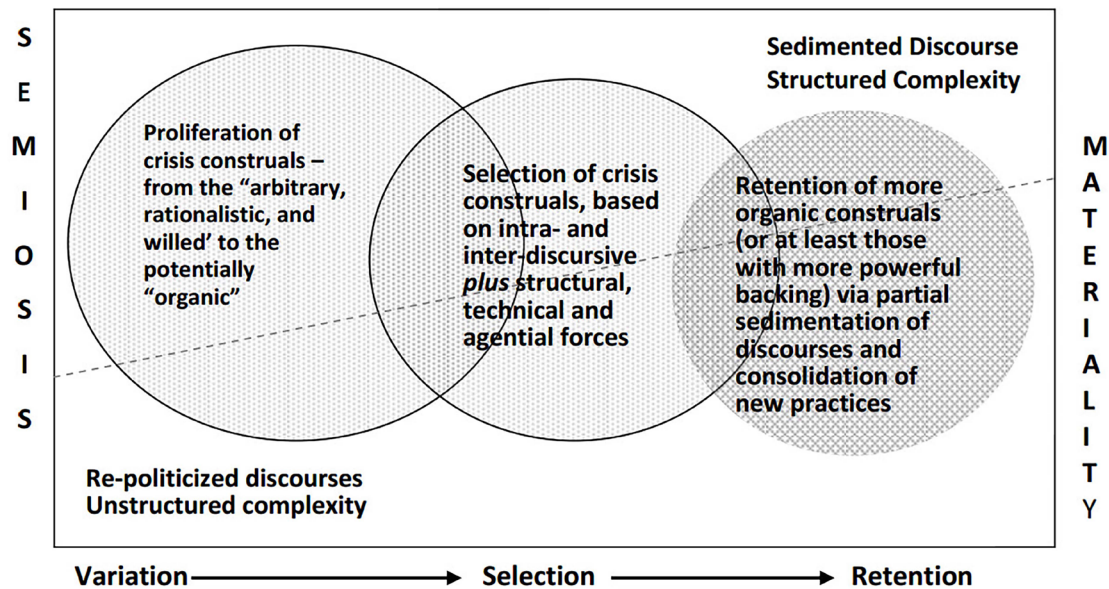 SEMIOSIS
Sedimented Discourse
Structured Complexity
Proliferation of
crisis construals –
from the “arbitrary,
rationalistic, and
willed’ to the
potentially
“organic”
Selection of crisis
construals, based
on intra- and
inter-discursive
plus structural,
technical and
agential forces
Retention of more
organic construals
(or at least those
with more powerful
backing) via partial
sedimentation of
discourses and
consolidation of
new practices
MATERIALITY
Re-politicized discourses
Unstructured complexity
Variation
Selection
Retention